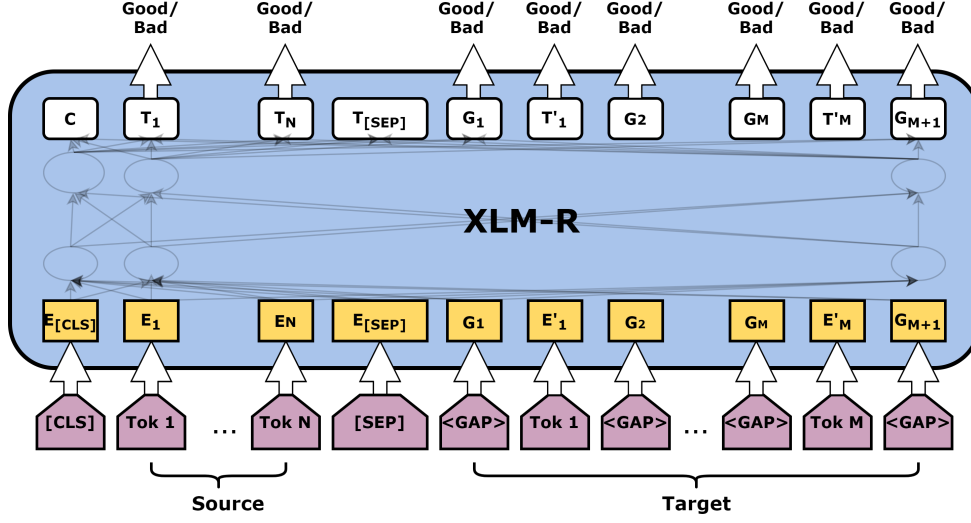 Good/ Good/ Good/ Good/ Good/ Good/ Good/ Good/
Bad Bad Bad Bad Bad Bad Bad Bad
C T1 TN T[SEP] G1 T'1 G2 GM T'M GM+1
XLM-R
E[CLS] E1 EN E[SEP] G1 E'1 G2 GM E'M GM+1
[CLS] Tok 1 ... Tok N [SEP] <GAP> Tok 1 <GAP> ... <GAP> Tok M <GAP>
Source Target